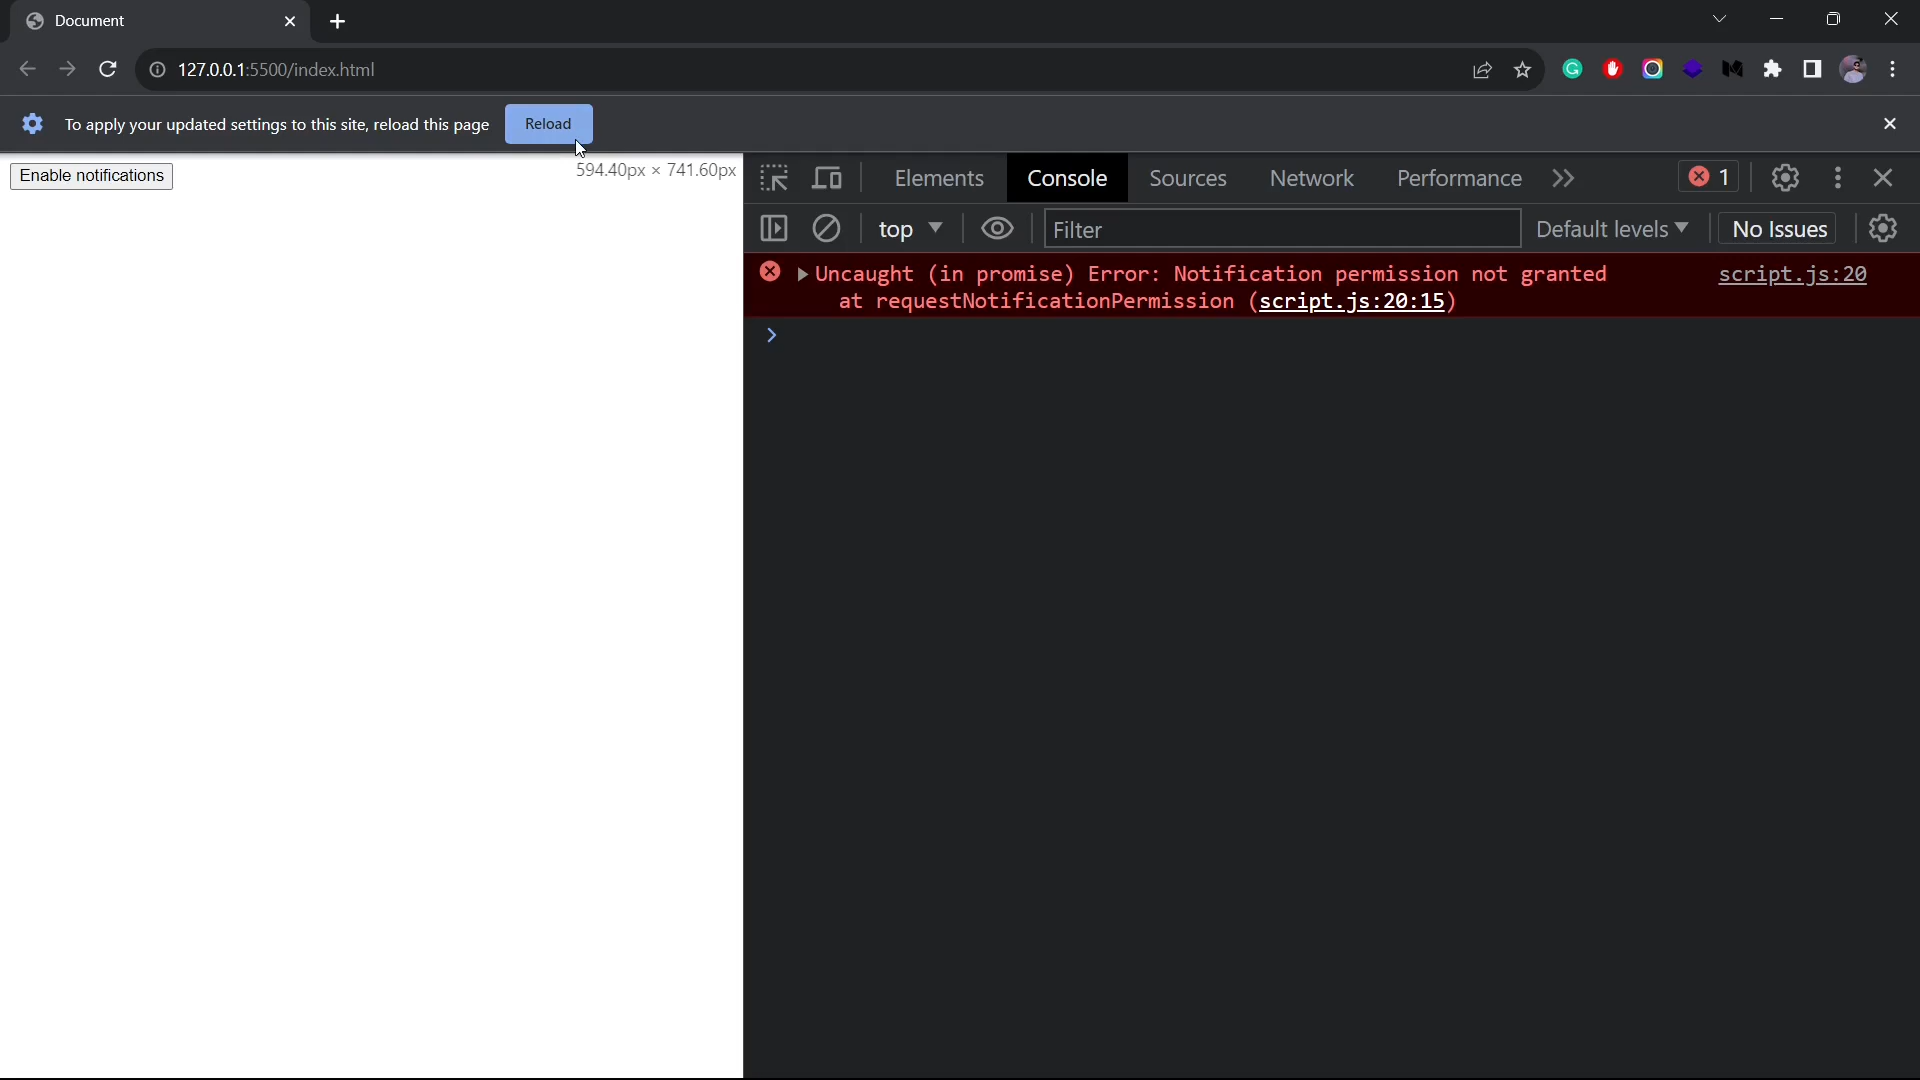 Document
127.0.0.1:5500/index.html
To apply your updated settings to this site, reload this page
Reload
Enable notifications
594.40px × 741.60px
Elements
Console
Sources
Network
Performance
1
top
Filter
Default levels
No Issues
Uncaught (in promise) Error: Notification permission not granted
script.js:20
at requestNotificationPermission (script.js:20:15)